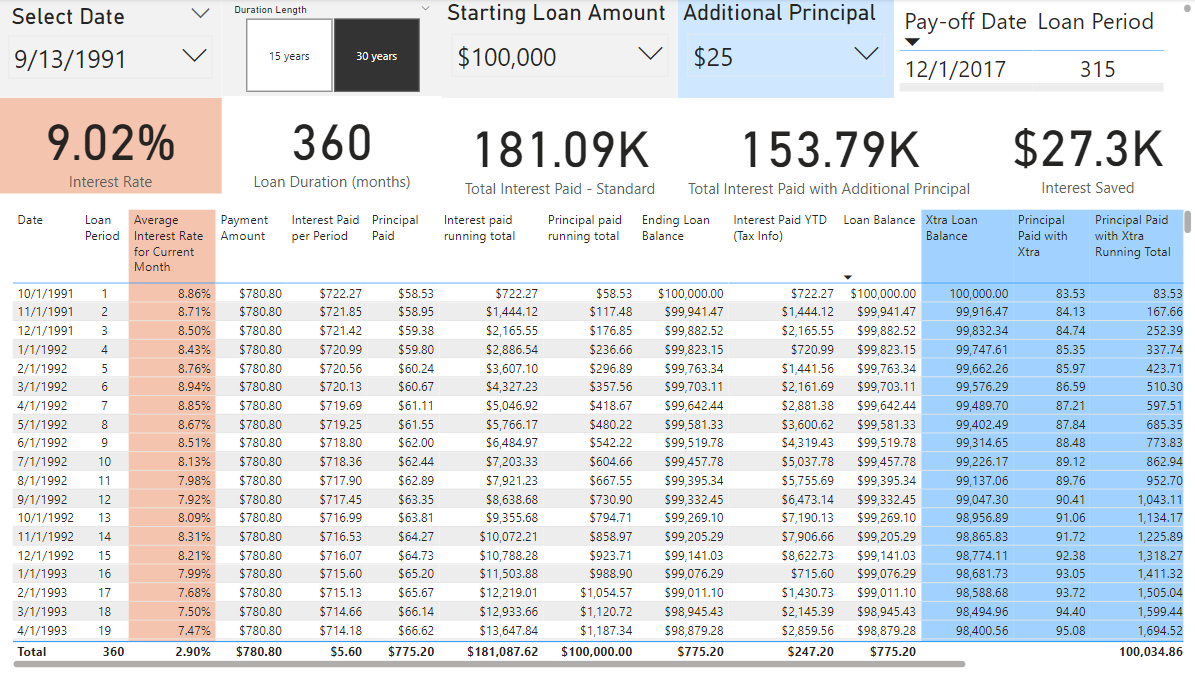 Select Date
9/13/1991
Duration Length
15 years
30 years
Starting Loan Amount
$100,000
Additional Principal
$25
Pay-off Date Loan Period
12/1/2017 315
9.02%
Interest Rate
360
Loan Duration (months)
181.09K
Total Interest Paid - Standard
153.79K
Total Interest Paid with Additional Principal
$27.3K
Interest Saved
Date
Loan
Period
Average
Interest Rate
for Current
Month
Payment
Amount
Interest Paid
per Period
Principal
Paid
Interest paid
running total
Principal paid
running total
Ending Loan
Balance
Interest Paid YTD
(Tax Info)
Loan Balance
Xtra Loan
Balance
Principal
Paid with
Xtra
Principal Paid
with Xtra
Running Total
10/1/1991 1 8.86% $780.80 $722.27 $58.53 $722.27 $58.53 $100,000.00 $722.27 $100,000.00 100,000.00 83.53 83.53
11/1/1991 2 8.71% $780.80 $721.85 $58.95 $1,444.12 $117.48 $99,941.47 $1,444.12 $99,941.47 99,916.47 84.13 167.66
12/1/1991 3 8.50% $780.80 $721.42 $59.38 $2,165.55 $176.85 $99,882.52 $2,165.55 $99,882.52 99,832.34 84.74 252.39
1/1/1992 4 8.43% $780.80 $720.99 $59.80 $2,886.54 $236.66 $99,823.15 $720.99 $99,823.15 99,747.61 85.35 337.74
2/1/1992 5 8.76% $780.80 $720.56 $60.24 $3,607.10 $296.89 $99,763.34 $1,441.56 $99,763.34 99,662.26 85.97 423.71
3/1/1992 6 8.94% $780.80 $720.13 $60.67 $4,327.23 $357.56 $99,703.11 $2,161.69 $99,703.11 99,576.29 86.59 510.30
4/1/1992 7 8.85% $780.80 $719.69 $61.11 $5,046.92 $418.67 $99,642.44 $2,881.38 $99,642.44 99,489.70 87.21 597.51
5/1/1992 8 8.67% $780.80 $719.25 $61.55 $5,766.17 $480.22 $99,581.33 $3,600.62 $99,581.33 99,402.49 87.84 685.35
6/1/1992 9 8.51% $780.80 $718.80 $62.00 $6,484.97 $542.22 $99,519.78 $4,319.43 $99,519.78 99,314.65 88.48 773.83
7/1/1992 10 8.13% $780.80 $718.36 $62.44 $7,203.33 $604.66 $99,457.78 $5,037.78 $99,457.78 99,226.17 89.12 862.94
8/1/1992 11 7.98% $780.80 $717.90 $62.89 $7,921.23 $667.55 $99,395.34 $5,755.69 $99,395.34 99,137.06 89.76 952.70
9/1/1992 12 7.92% $780.80 $717.45 $63.35 $8,638.68 $730.90 $99,332.45 $6,473.14 $99,332.45 99,047.30 90.41 1,043.11
10/1/1992 13 8.09% $780.80 $716.99 $63.81 $9,355.68 $794.71 $99,269.10 $7,190.13 $99,269.10 98,956.89 91.06 1,134.17
11/1/1992 14 8.31% $780.80 $716.53 $64.27 $10,072.21 $858.97 $99,205.29 $7,906.66 $99,205.29 98,865.83 91.72 1,225.89
12/1/1992 15 8.21% $780.80 $716.07 $64.73 $10,788.28 $923.71 $99,141.03 $8,622.73 $99,141.03 98,774.11 92.38 1,318.27
1/1/1993 16 7.99% $780.80 $715.60 $65.20 $11,503.88 $988.90 $99,076.29 $715.60 $99,076.29 98,681.73 93.05 1,411.32
2/1/1993 17 7.68% $780.80 $715.13 $65.67 $12,219.01 $1,054.57 $99,011.10 $1,430.73 $99,011.10 98,588.68 93.72 1,505.04
3/1/1993 18 7.50% $780.80 $714.66 $66.14 $12,933.66 $1,120.72 $98,945.43 $2,145.39 $98,945.43 98,494.96 94.40 1,599.44
4/1/1993 19 7.47% $780.80 $714.18 $66.62 $13,647.84 $1,187.34 $98,879.28 $2,859.56 $98,879.28 98,400.56 95.08 1,694.52
Total 360 2.90% $780.80 $5.60 $775.20 $181,087.62 $100,000.00 $775.20 $247.20 $775.20 100,034.86